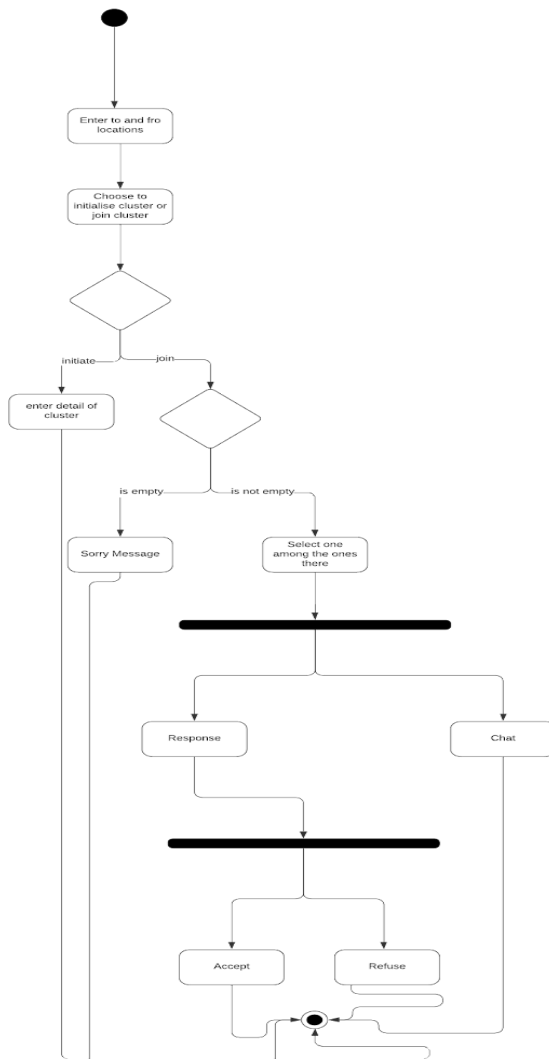 Enter to and fro
locations
Choose to
initialise cluster or
join cluster
initiate
join
enter detail of
cluster
is empty
is not empty
Sorry Message
Select one
among the ones
there
Response
Chat
Accept
Refuse